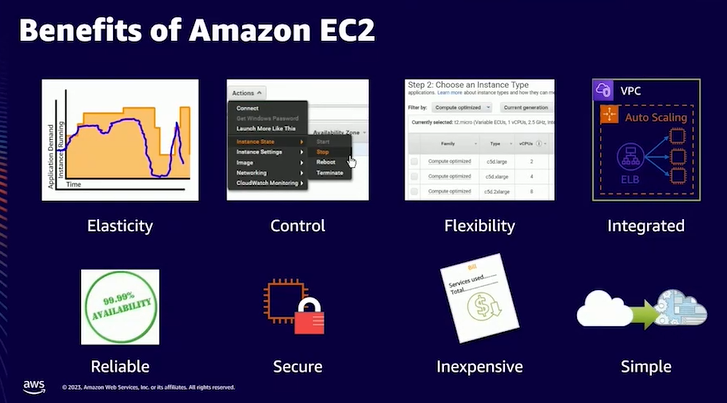 Benefits of Amazon EC2
Application Demand
Instances Running
Time
Elasticity
Actions
Connect
Get Windows Password
Launch More Like This
Instance State
Instance Settings
Image
Networking
CloudWatch Monitoring
Start
Stop
Reboot
Terminate
Availability Zone
Control
Step 2: Choose an Instance Type
applications. Learn more about instance types and how they can me
Filter by: Compute optimized Current generation
Currently selected: t2.micro (Variable ECUs, 1 vCPUs, 2.5 GHz, Int
Family Type vCPUs
Compute optimized c5d.large 2
Compute optimized c5d.xlarge 4
Compute optimized c5d.2xlarge 8
Flexibility
VPC
Auto Scaling
ELB
Integrated
99.99%
AVAILABILITY
Reliable
Secure
Bill
Services used
Total
Inexpensive
Simple
aws
© 2023, Amazon Web Services, Inc. or its affiliates. All rights reserved.